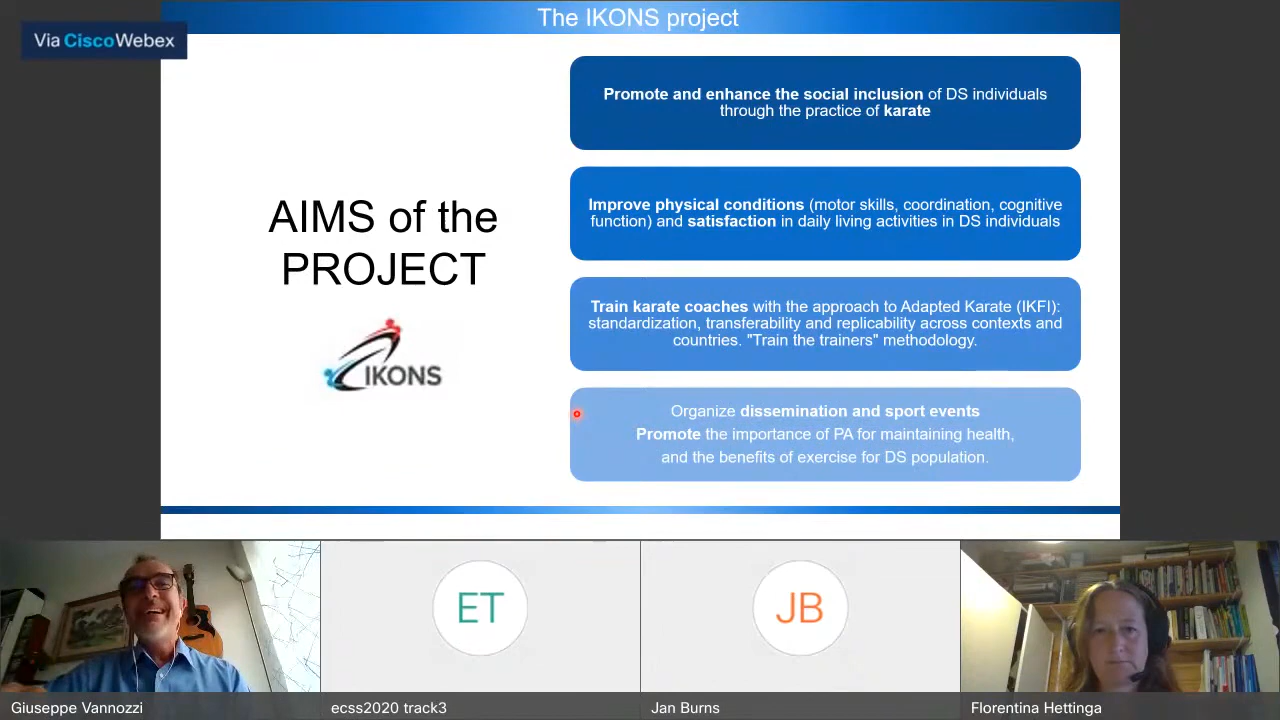 The IKONS project
Via Cisco Webex
Promote and enhance the social inclusion of DS individuals
through the practice of karate
Improve physical conditions (motor skills, coordination, cognitive
function) and satisfaction in daily living activities in DS individuals
AIMS of the
PROJECT
Train karate coaches with the approach to Adapted Karate (IKFI):
standardization, transferability and replicability across contexts and
countries. "Train the trainers" methodology.
IKONS
Organize dissemination and sport events
Promote the importance of PA for maintaining health,
and the benefits of exercise for DS population.
ET
JB
Giuseppe Vannozzi
ecss2020 track3
Jan Burns
Florentina Hettinga